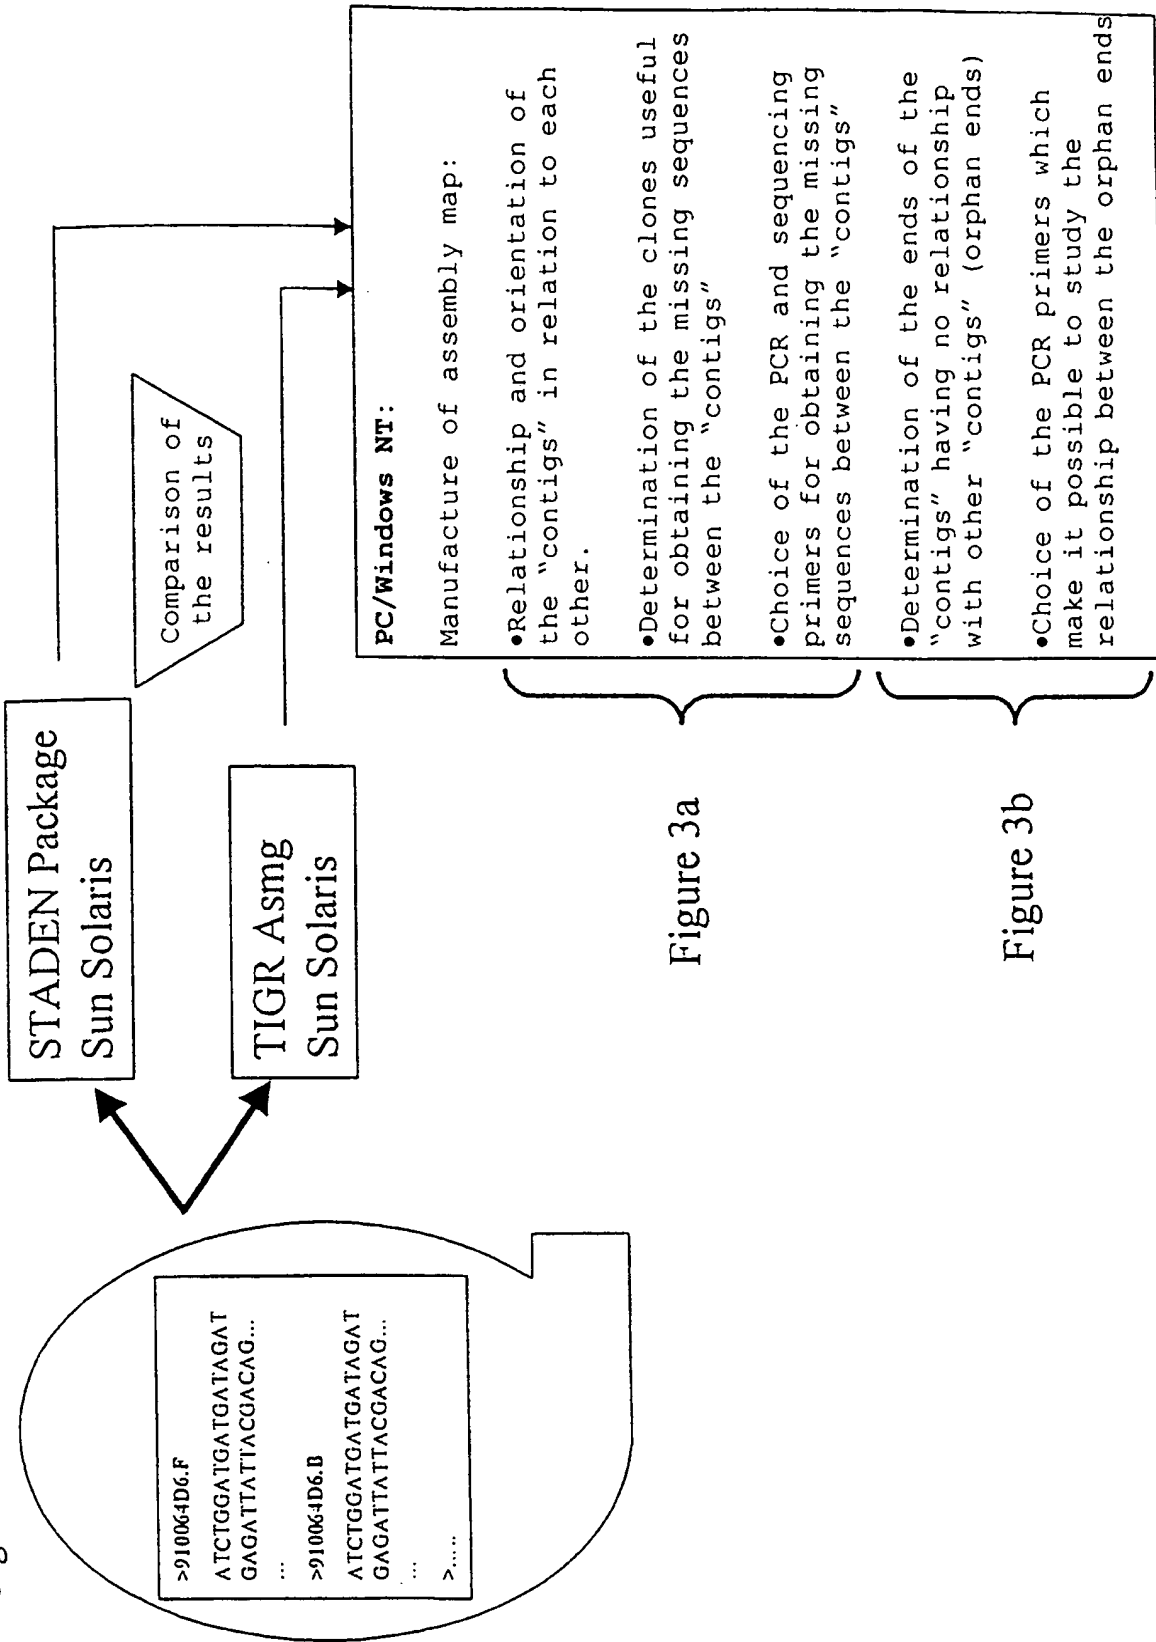 >910064D6.F
ATCTGGATGATGATAGAT
GAGATTATTACGACAG...
...
>910064D6.B
ATCTGGATGATGATAGAT
GAGATTATTACGACAG...
...
>.....
STADEN Package
Sun Solaris
TIGR Asmg
Sun Solaris
Comparison of
the results
PC/Windows NT:
Manufacture of assembly map:
•Relationship and orientation of
the "contigs" in relation to each
other.
•Determination of the clones useful
for obtaining the missing sequences
between the "contigs"
•Choice of the PCR and sequencing
primers for obtaining the missing
sequences between the "contigs"
•Determination of the ends of the
"contigs" having no relationship
with other "contigs" (orphan ends)
•Choice of the PCR primers which
make it possible to study the
relationship between the orphan ends
Figure 3a
Figure 3b